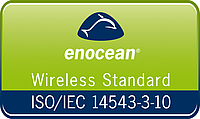 enocean®
Wireless Standard
ISO/IEC 14543-3-10